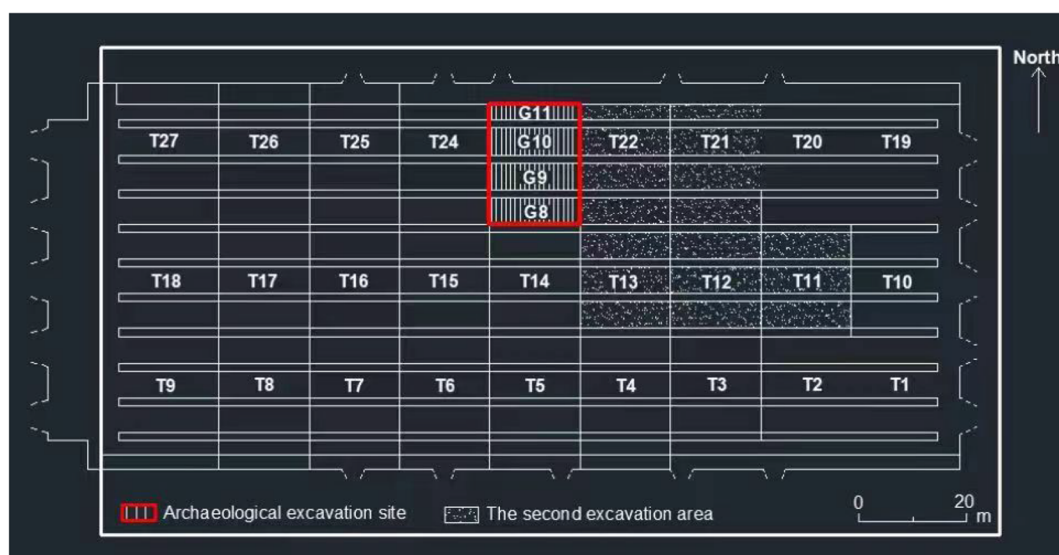 North
G11
T27 T26 T25 T24 G10 T22 T21 T20 T19
G9
G8
T18 T17 T16 T15 T14 T13 T12 T11 T10
T9 T8 T7 T6 T5 T4 T3 T2 T1
Archaeological excavation site The second excavation area 0 20 m